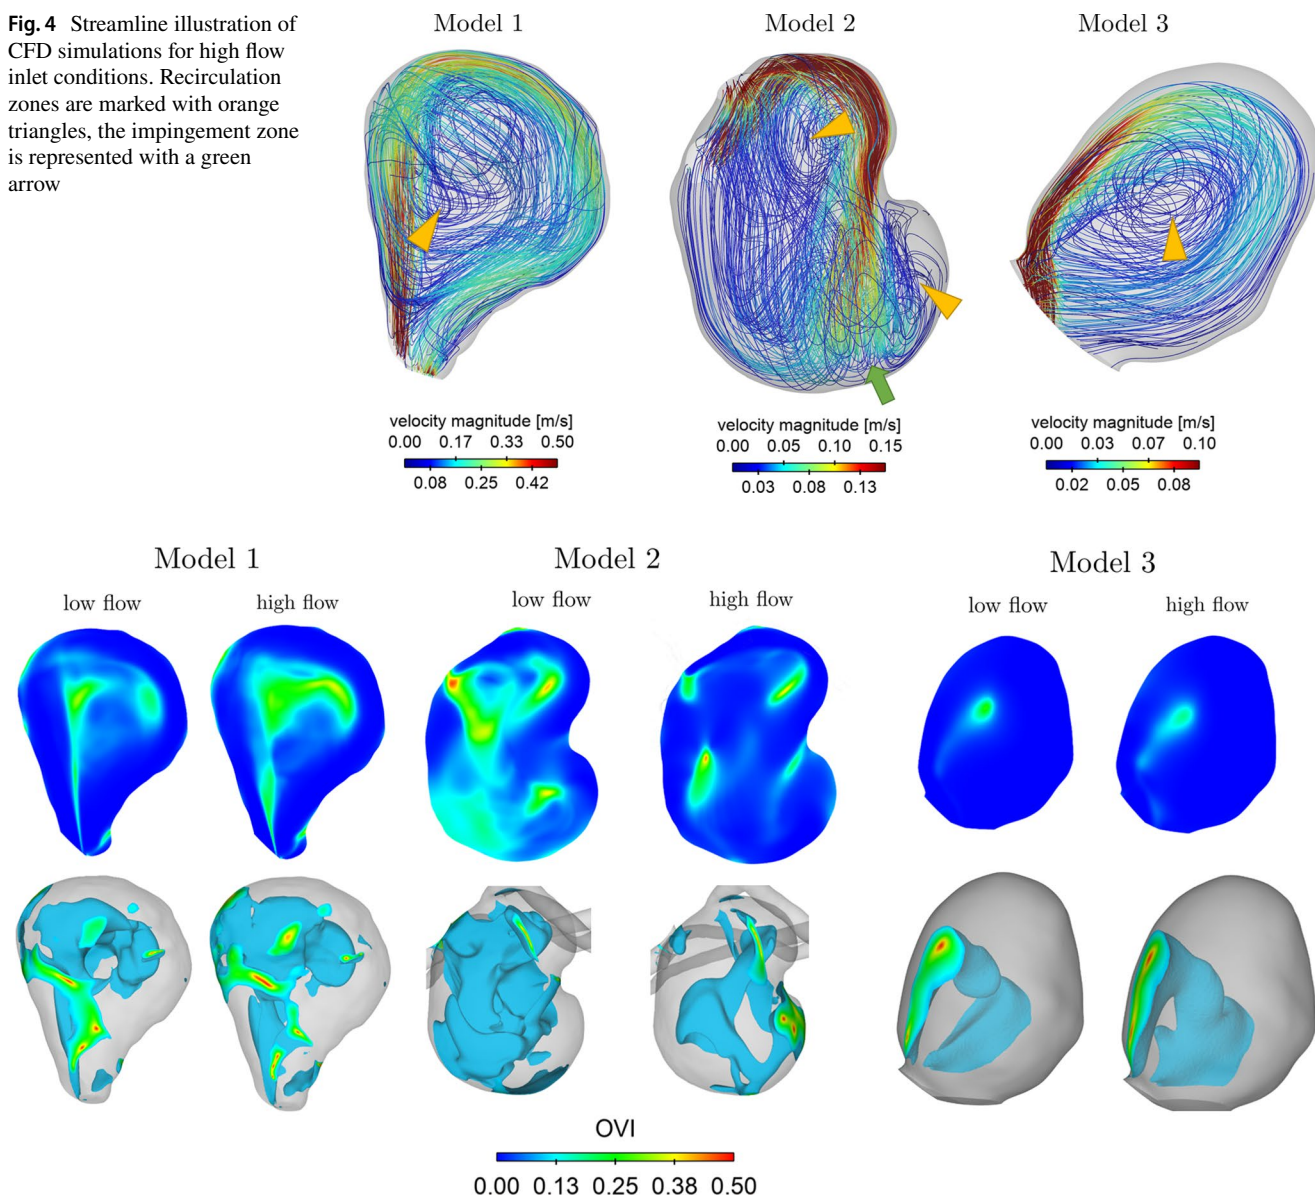 Fig. 4 Streamline illustration of
CFD simulations for high flow
inlet conditions. Recirculation
zones are marked with orange
triangles, the impingement zone
is represented with a green
arrow
Model 1
Model 2
Model 3
velocity magnitude [m/s]
0.00 0.17 0.33 0.50
0.08 0.25 0.42
velocity magnitude [m/s]
0.00 0.05 0.10 0.15
0.03 0.08 0.13
velocity magnitude [m/s]
0.00 0.03 0.07 0.10
0.02 0.05 0.08
Model 1
low flow high flow
Model 2
low flow high flow
Model 3
low flow high flow
OVI
0.00 0.13 0.25 0.38 0.50